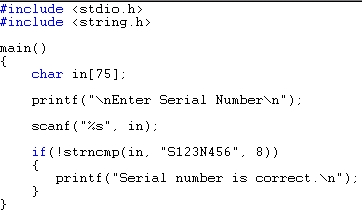 #include <stdio.h>
#include <string.h>
main()
{
char in[75];
printf("\nEnter Serial Number\n");
scanf("%s", in);
if(!strncmp(in, "S123N456", 8))
{
printf("Serial number is correct.\n");
}
}